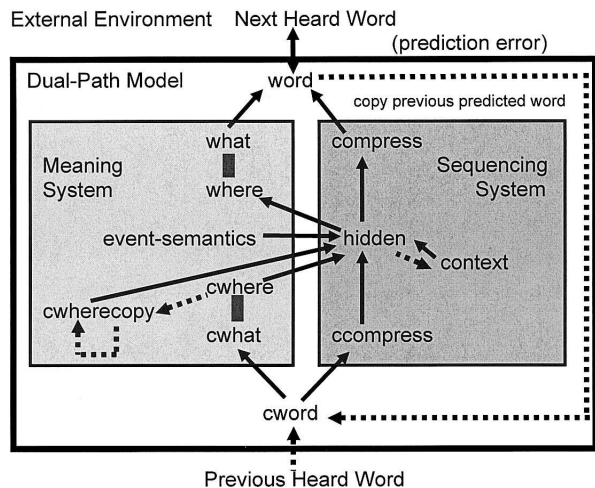 External Environment Next Heard Word
(prediction error)
Dual-Path Model
word
copy previous predicted word
what
compress
Meaning
System
Sequencing
System
where
event-semantics
hidden
context
cwhere
cwherecopy
cwhat
ccompress
cword
Previous Heard Word